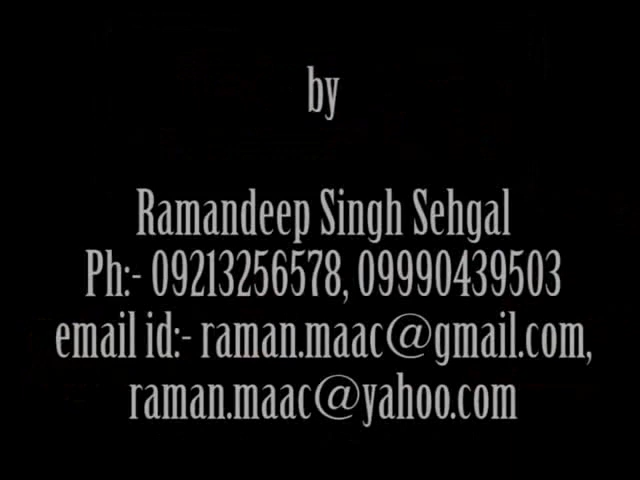 by
Ramandeep Singh Sehgal
Ph:- 09213256578, 09990439503
email id:- raman.maac@gmail.com,
raman.maac@yahoo.com